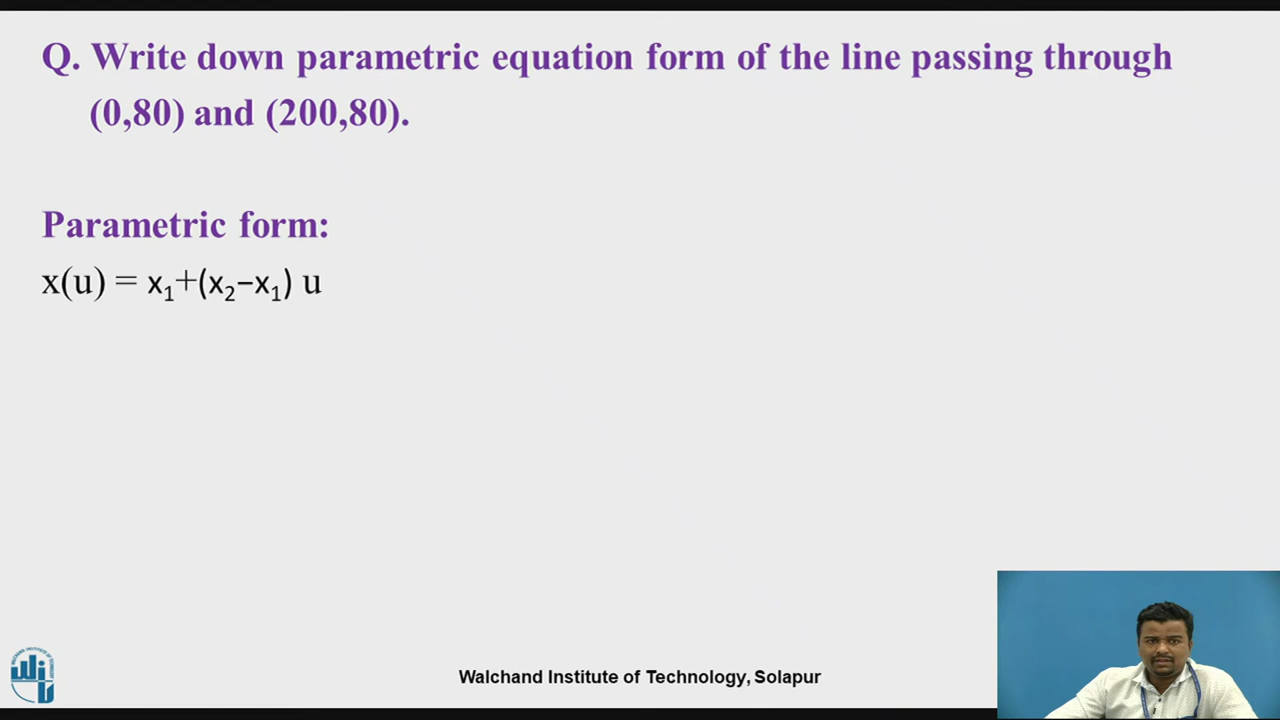 Q. Write down parametric equation form of the line passing through
(0,80) and (200,80).
Parametric form:
x(u) = x₁+(x₂−x₁) u
Walchand Institute of Technology, Solapur